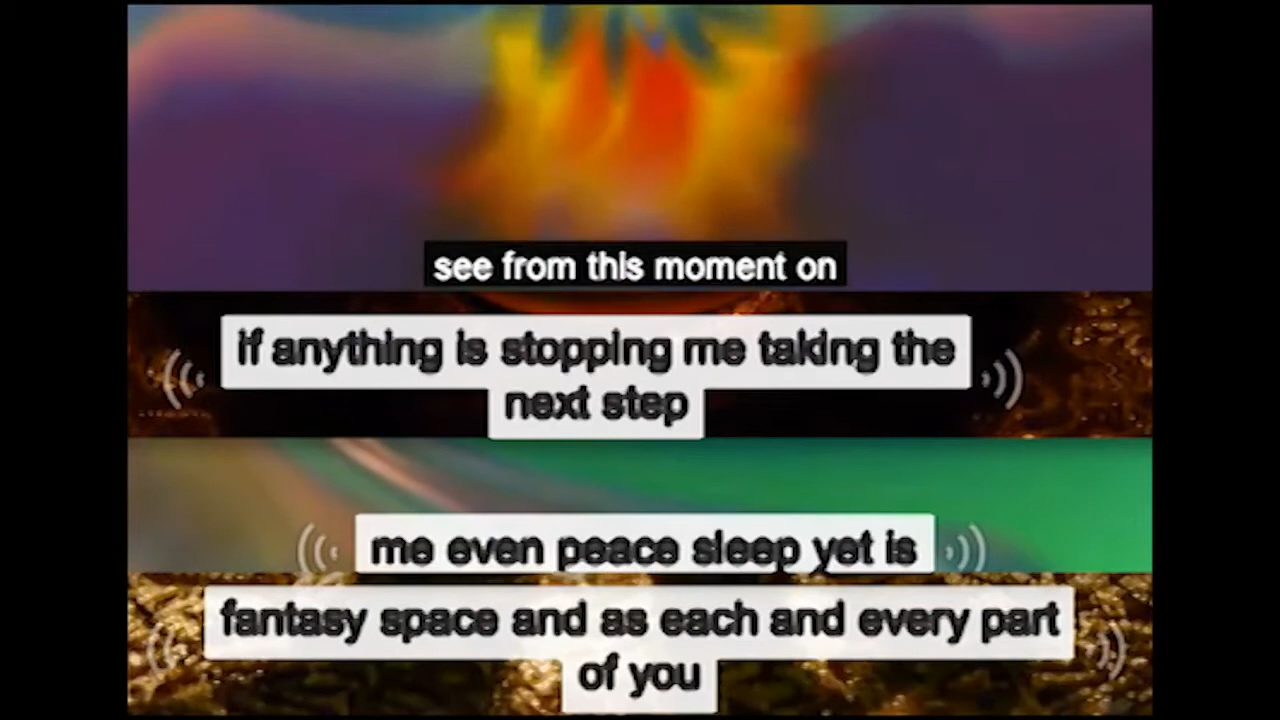 see from this moment on
if anything is stopping me taking the
next step
me even peace sleep yet is
fantasy space and as each and every part
of you